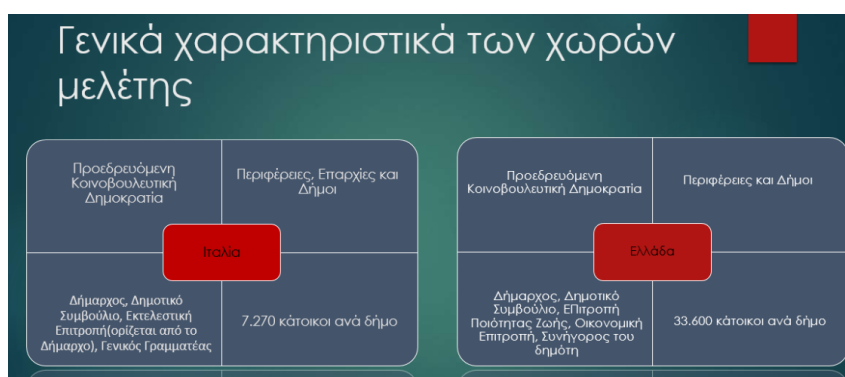 Γενικά χαρακτηριστικά των χωρών
μελέτης
Προεδρευόμενη
Κοινοβουλευτική
Δημοκρατία
Περιφέρειες, Επαρχίες και
Δήμοι
Ιταλία
Δήμαρχος, Δημοτικό
Συμβούλιο, Εκτελεστική
Επιτροπή(ορίζεται από το
Δήμαρχο), Γενικός Γραμματέας
7.270 κάτοικοι ανά δήμο
Προεδρευόμενη
Κοινοβουλευτική Δημοκρατία
Περιφέρειες και Δήμοι
Ελλάδα
Δήμαρχος, Δημοτικό
Συμβούλιο, ΕΠιτροπή
Ποιότητας Ζωής, Οικονομική
Επιτροπή, Συνήγορος του
δημότη
33.600 κάτοικοι ανά δήμο